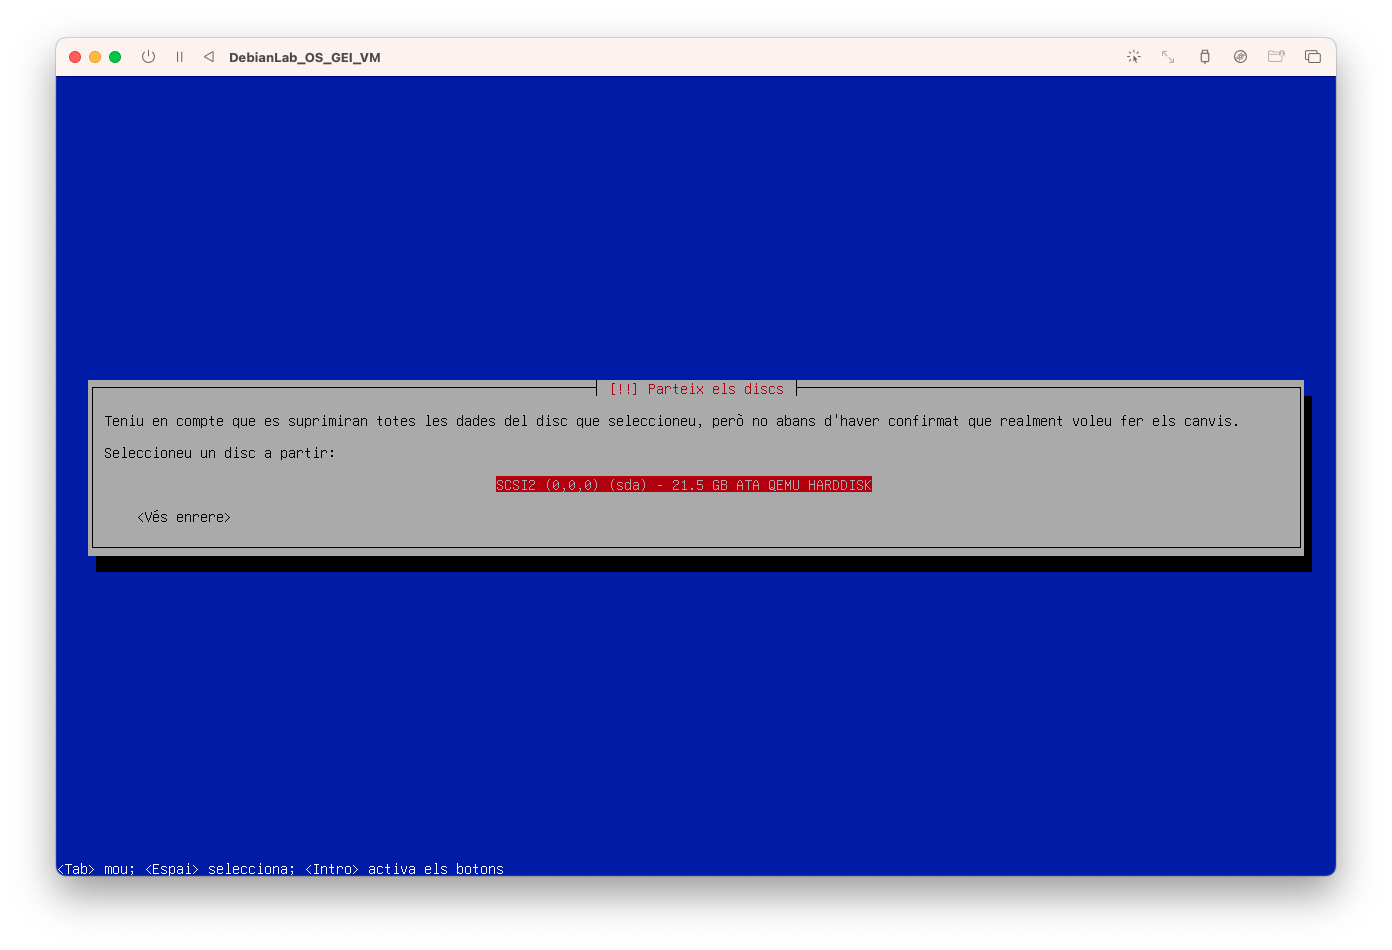 DebianLab_OS_GEI_VM
[!!] Parteix els discs
Teniu en compte que es suprimiran totes les dades del disc que seleccioneu, però no abans d'haver confirmat que realment voleu fer els canvis.
Seleccioneu un disc a partir:
SCSI2 (0,0,0) (sda) - 21.5 GB ATA QEMU HARDDISK
<Vés enrere>
<Tab> mou; <Espai> selecciona; <Intro> activa els botons